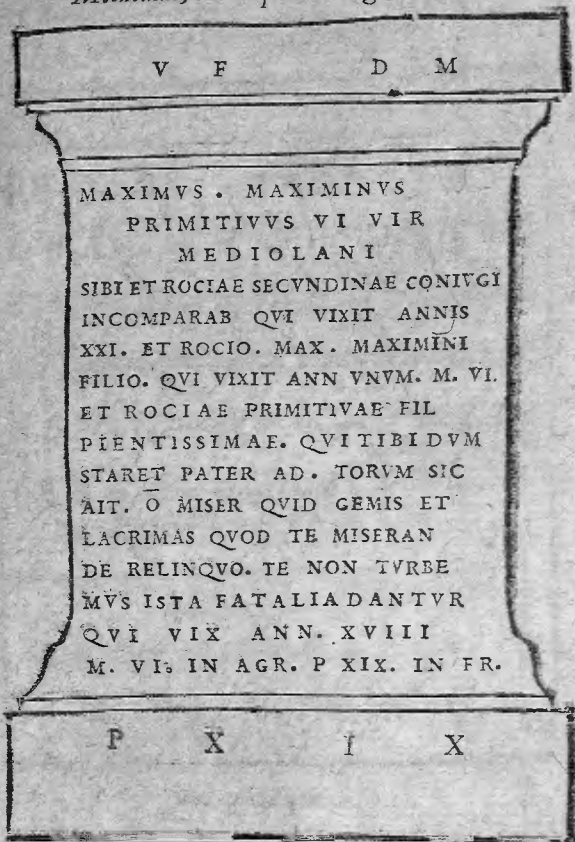 V F D M
MAXIMVS . MAXIMINVS
PRIMITIVVS VI VIR
MEDIOLANI
SIBI ET ROCIAE SECVNDINAE CONIVGI
INCOMPARAB QVI VIXIT ANNIS
XXI. ET ROCIO. MAX. MAXIMINI
FILIO. QVI VIXIT ANN VNVM. M. VI.
ET ROCIAE PRIMITIVAE FIL
PIENTISSIMAE. QVI TIBI DVM
STARET PATER AD . TORVM SIC
AIT. O MISER QVID GEMIS ET
LACRIMAS QVOD TE MISERAN
DE RELINQVO. TE NON TVRBE
MVS ISTA FATALIA DANTVR
QVI VIX ANN. XVIII
M. VI. IN AGR. P XIX. IN FR.
P X I X